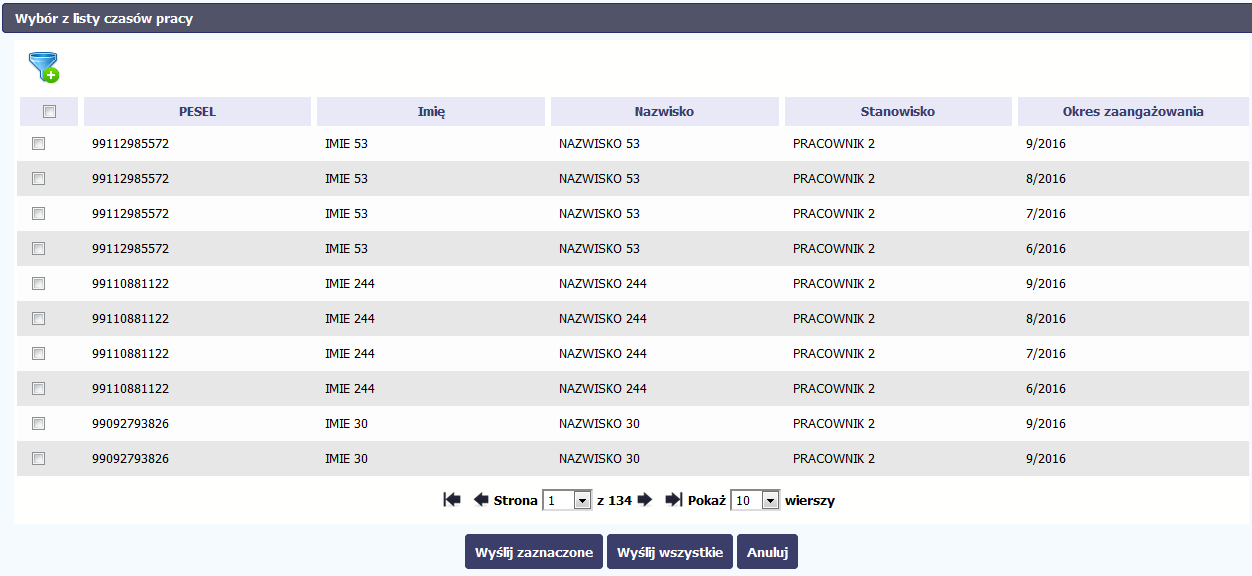 Wybór z listy czasów pracy
PESEL Imię Nazwisko Stanowisko Okres zaangażowania
99112985572 IMIE 53 NAZWISKO 53 PRACOWNIK 2 9/2016
99112985572 IMIE 53 NAZWISKO 53 PRACOWNIK 2 8/2016
99112985572 IMIE 53 NAZWISKO 53 PRACOWNIK 2 7/2016
99112985572 IMIE 53 NAZWISKO 53 PRACOWNIK 2 6/2016
99110881122 IMIE 244 NAZWISKO 244 PRACOWNIK 2 9/2016
99110881122 IMIE 244 NAZWISKO 244 PRACOWNIK 2 8/2016
99110881122 IMIE 244 NAZWISKO 244 PRACOWNIK 2 7/2016
99110881122 IMIE 244 NAZWISKO 244 PRACOWNIK 2 6/2016
99092793826 IMIE 30 NAZWISKO 30 PRACOWNIK 2 9/2016
99092793826 IMIE 30 NAZWISKO 30 PRACOWNIK 2 9/2016
Strona 1 z 134 Pokaż 10 wierszy
Wyślij zaznaczone Wyślij wszystkie Anuluj